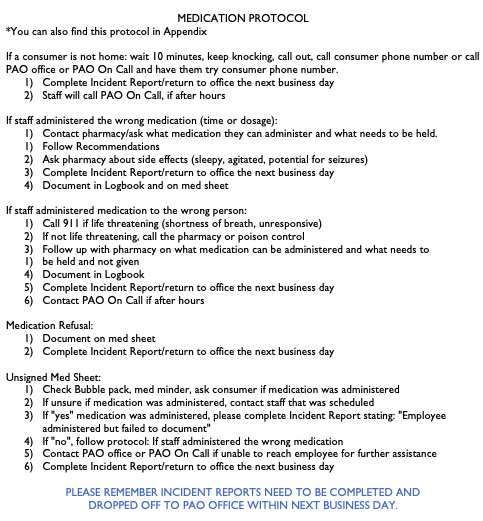 MEDICATION PROTOCOL
*You can also find this protocol in Appendix
If a consumer is not home: wait 10 minutes, keep knocking, call out, call consumer phone number or call
PAO office or PAO On Call and have them try consumer phone number.
1) Complete Incident Report/return to office the next business day
2) Staff will call PAO On Call, if after hours
If staff administered the wrong medication (time or dosage):
1) Contact pharmacy/ask what medication they can administer and what needs to be held.
1) Follow Recommendations
2) Ask pharmacy about side effects (sleepy, agitated, potential for seizures)
3) Complete Incident Report/return to office the next business day
4) Document in Logbook and on med sheet
If staff administered medication to the wrong person:
1) Call 911 if life threatening (shortness of breath, unresponsive)
2) If not life threatening, call the pharmacy or poison control
3) Follow up with pharmacy on what medication can be administered and what needs to
1) be held and not given
4) Document in Logbook
5) Complete Incident Report/return to office the next business day
6) Contact PAO On Call if after hours
Medication Refusal:
1) Document on med sheet
2) Complete Incident Report/return to office the next business day
Unsigned Med Sheet:
1) Check Bubble pack, med minder, ask consumer if medication was administered
2) If unsure if medication was administered, contact staff that was scheduled
3) If "yes" medication was administered, please complete Incident Report stating: "Employee
administered but failed to document"
4) If "no", follow protocol: If staff administered the wrong medication
5) Contact PAO office or PAO On Call if unable to reach employee for further assistance
6) Complete Incident Report/return to office the next business day
PLEASE REMEMBER INCIDENT REPORTS NEED TO BE COMPLETED AND
DROPPED OFF TO PAO OFFICE WITHIN NEXT BUSINESS DAY.